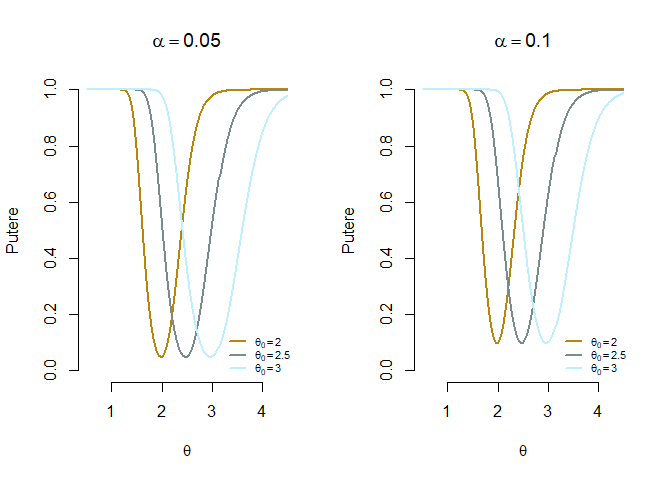 α = 0.05
Putere
1.0
0.8
0.6
0.4
0.2
0.0
θ₀ = 2
θ₀ = 2.5
θ₀ = 3
1 2 3 4
θ
α = 0.1
Putere
1.0
0.8
0.6
0.4
0.2
0.0
θ₀ = 2
θ₀ = 2.5
θ₀ = 3
1 2 3 4
θ